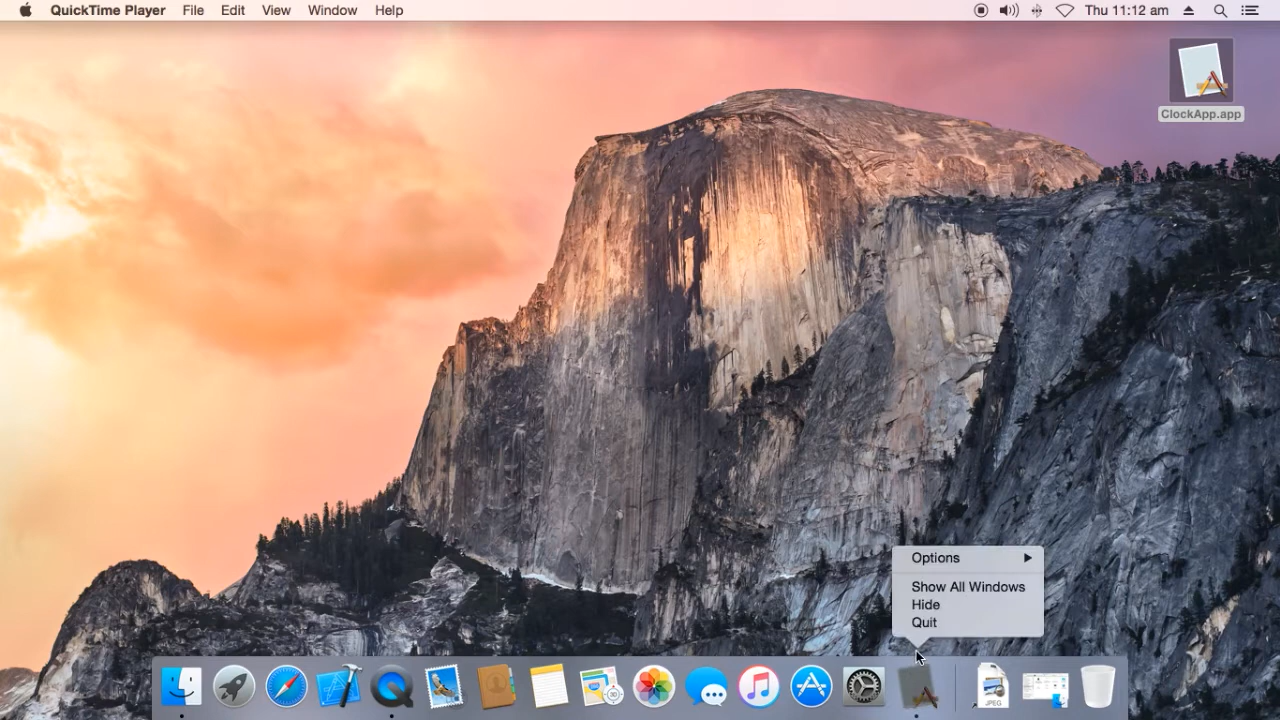 QuickTime Player File Edit View Window Help Thu 11:12 am
ClockApp.app
Options
Show All Windows
Hide
Quit
JPEG